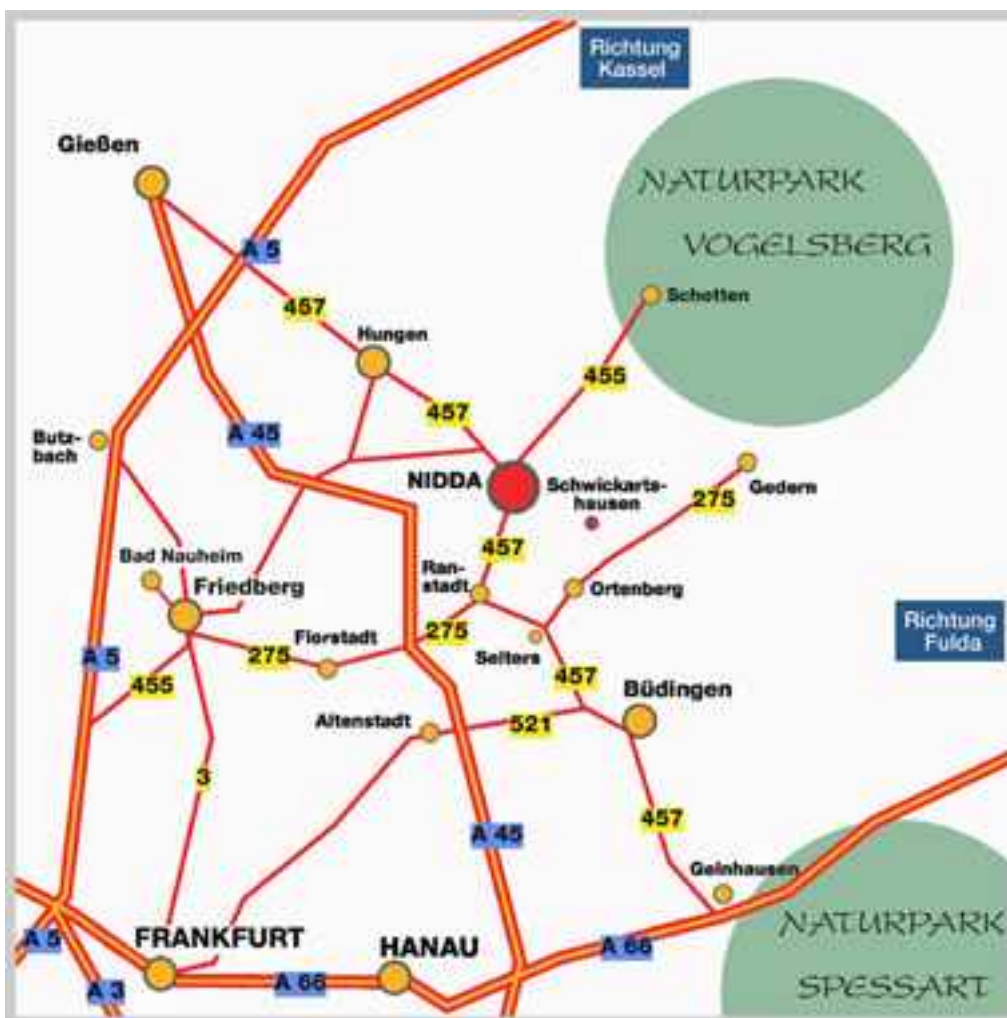 Richtung
Kassel
Gießen
NATURPARK
VOGELSBERG
A 5
Schotten
457
Hungen
455
457
Butz-
bach
A 45
NIDDA
Schwickarts-
hausen
Gedern
275
457
Bad Nauheim
Ran-
stadt
Friedberg
Ortenberg
Richtung
Fulda
275
Florstadt
275
A 5
Selters
457
455
Büdingen
Altenstadt
521
3
457
A 45
Gelnhausen
NATURPARK
FRANKFURT
HANAU
A 5
A 66
A 66
A 3
SPESSART